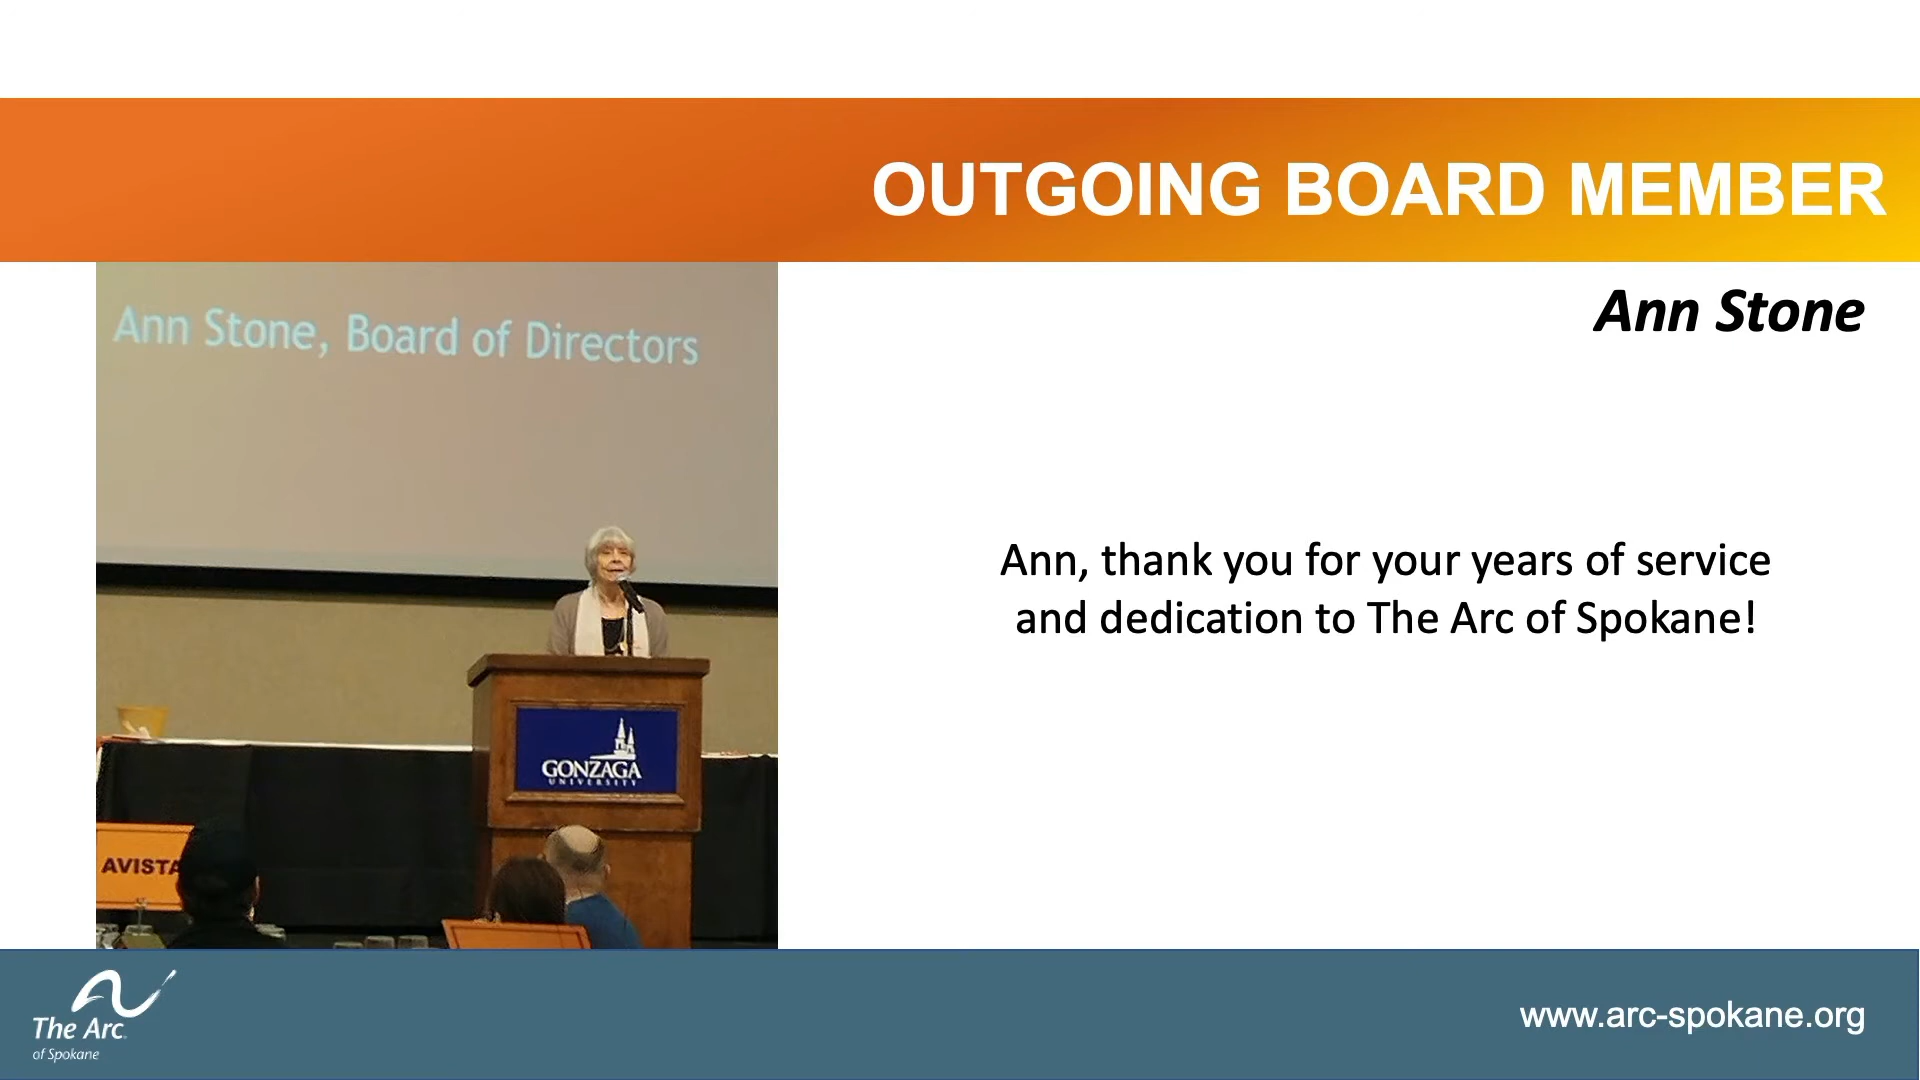 OUTGOING BOARD MEMBER
Ann Stone
Ann Stone, Board of Directors
Ann, thank you for your years of service
and dedication to The Arc of Spokane!
GONZAGA
UNIVERSITY
AVISTA
The Arc
of Spokane
www.arc-spokane.org